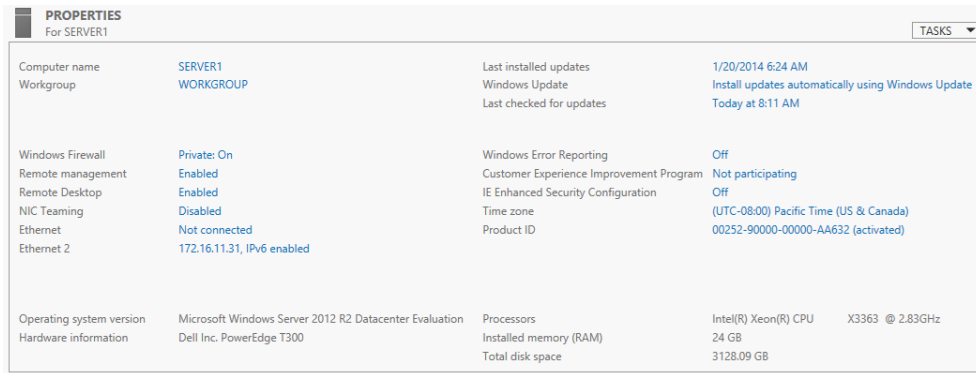 PROPERTIES
For SERVER1
TASKS
Computer name SERVER1 Last installed updates 1/20/2014 6:24 AM
Workgroup WORKGROUP Windows Update Install updates automatically using Windows Update
Last checked for updates Today at 8:11 AM
Windows Firewall Private: On Windows Error Reporting Off
Remote management Enabled Customer Experience Improvement Program Not participating
Remote Desktop Enabled IE Enhanced Security Configuration Off
NIC Teaming Disabled Time zone (UTC-08:00) Pacific Time (US & Canada)
Ethernet Not connected Product ID 00252-90000-00000-AA632 (activated)
Ethernet 2 172.16.11.31, IPv6 enabled
Operating system version Microsoft Windows Server 2012 R2 Datacenter Evaluation Processors Intel(R) Xeon(R) CPU X3363 @ 2.83GHz
Hardware information Dell Inc. PowerEdge T300 Installed memory (RAM) 24 GB
Total disk space 3128.09 GB